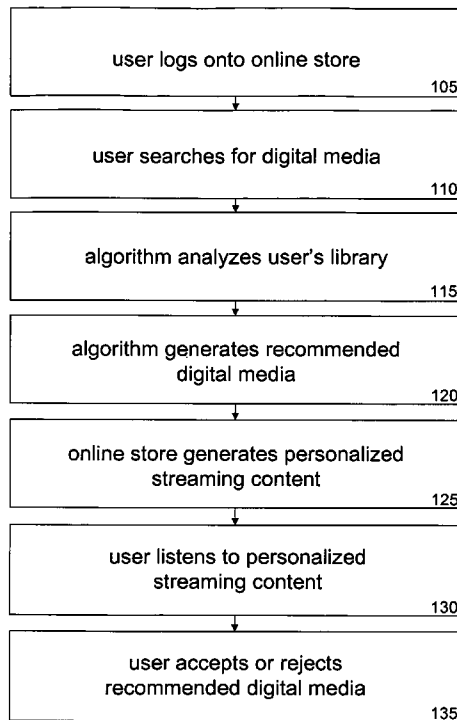 user logs onto online store
105
user searches for digital media
110
algorithm analyzes user's library
115
algorithm generates recommended
digital media
120
online store generates personalized
streaming content
125
user listens to personalized
streaming content
130
user accepts or rejects
recommended digital media
135